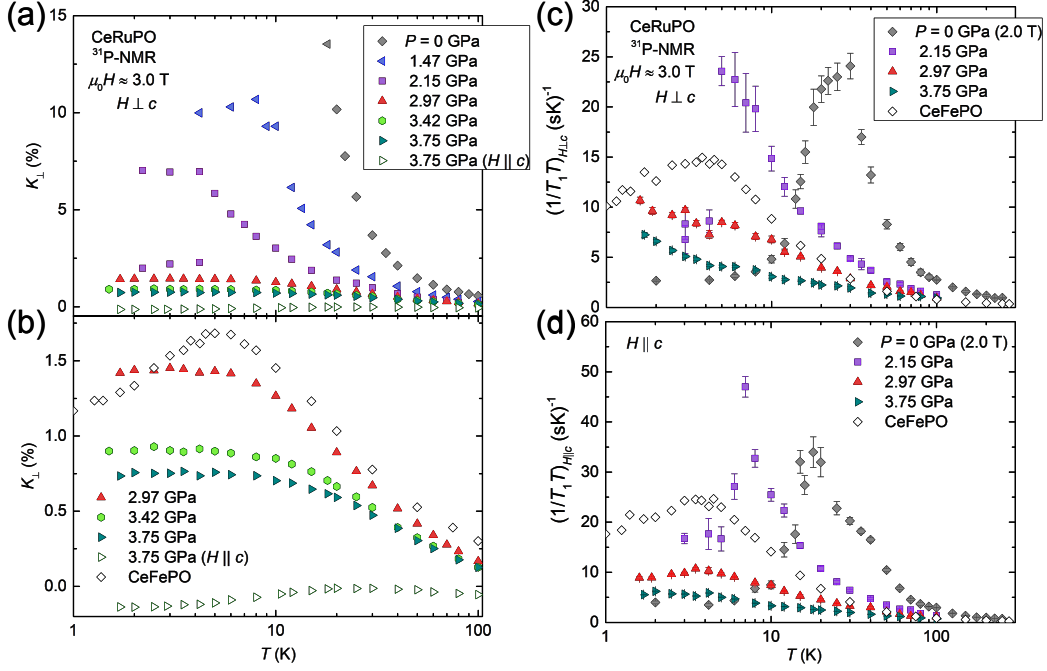 (a)
CeRuPO
³¹P-NMR
μ₀H ≈ 3.0 T
H ⊥ c
P = 0 GPa
1.47 GPa
2.15 GPa
2.97 GPa
3.42 GPa
3.75 GPa
3.75 GPa (H || c)
15
10
5
0
K⊥ (%)
(b)
1.5
1.0
0.5
0.0
K⊥ (%)
2.97 GPa
3.42 GPa
3.75 GPa
3.75 GPa (H || c)
CeFePO
1
10
100
T (K)
(c)
CeRuPO
³¹P-NMR
μ₀H ≈ 3.0 T
H ⊥ c
P = 0 GPa (2.0 T)
2.15 GPa
2.97 GPa
3.75 GPa
CeFePO
30
25
20
15
10
5
0
(1/T₁T)H⊥c (sK)⁻¹
(d)
H || c
P = 0 GPa (2.0 T)
2.15 GPa
2.97 GPa
3.75 GPa
CeFePO
60
50
40
30
20
10
0
(1/T₁T)H||c (sK)⁻¹
1
10
100
T (K)